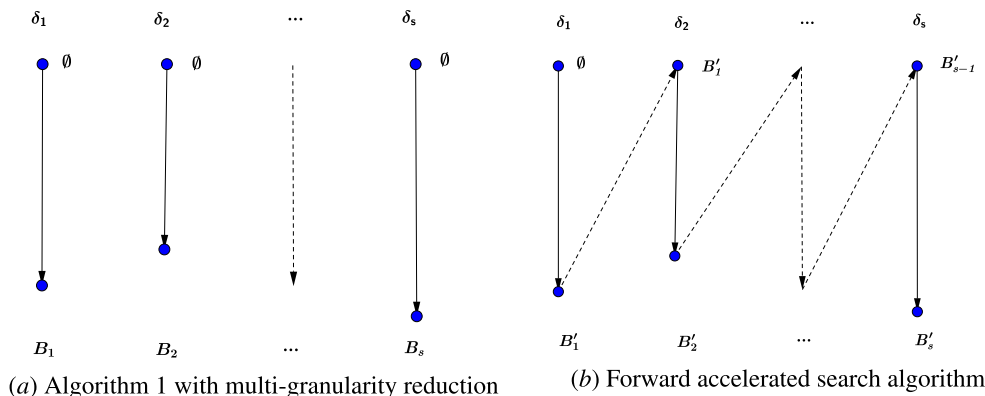 δ₁ δ₂ ... δₛ
∅ ∅ ∅
B₁ B₂ ... Bₛ
(a) Algorithm 1 with multi-granularity reduction
δ₁ δ₂ ... δₛ
∅ B′₁ B′ₛ₋₁
B′₁ B′₂ ... B′ₛ
(b) Forward accelerated search algorithm